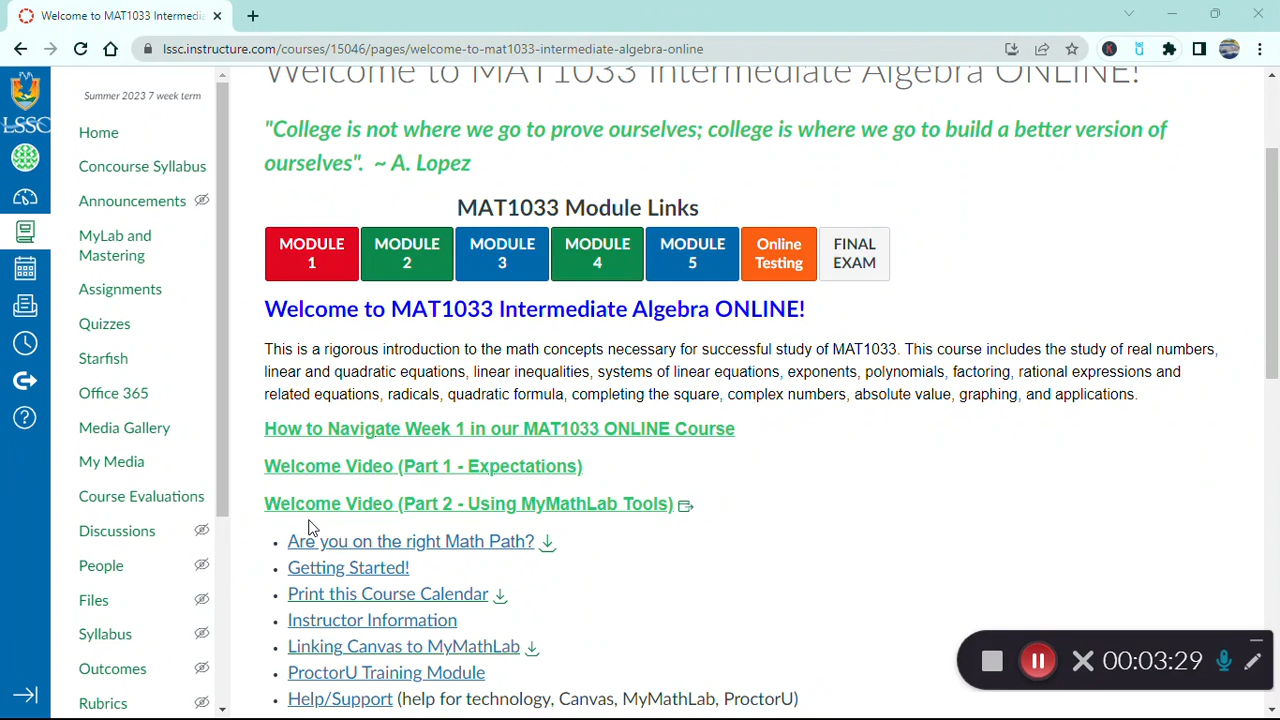 Welcome to MAT1033 Intermedi
lssc.instructure.com/courses/15046/pages/welcome-to-mat1033-intermediate-algebra-online
LSSC
Summer 2023 7 week term
Home
Concourse Syllabus
Announcements
MyLab and
Mastering
Assignments
Quizzes
Starfish
Office 365
Media Gallery
My Media
Course Evaluations
Discussions
People
Files
Syllabus
Outcomes
Rubrics
Welcome to MAT1033 Intermediate Algebra ONLINE!
"College is not where we go to prove ourselves; college is where we go to build a better version of
ourselves". ~ A. Lopez
MAT1033 Module Links
MODULE 1
MODULE 2
MODULE 3
MODULE 4
MODULE 5
Online Testing
FINAL EXAM
Welcome to MAT1033 Intermediate Algebra ONLINE!
This is a rigorous introduction to the math concepts necessary for successful study of MAT1033. This course includes the study of real numbers,
linear and quadratic equations, linear inequalities, systems of linear equations, exponents, polynomials, factoring, rational expressions and
related equations, radicals, quadratic formula, completing the square, complex numbers, absolute value, graphing, and applications.
How to Navigate Week 1 in our MAT1033 ONLINE Course
Welcome Video (Part 1 - Expectations)
Welcome Video (Part 2 - Using MyMathLab Tools)
Are you on the right Math Path?
Getting Started!
Print this Course Calendar
Instructor Information
Linking Canvas to MyMathLab
ProctorU Training Module
Help/Support (help for technology, Canvas, MyMathLab, ProctorU)
00:03:29